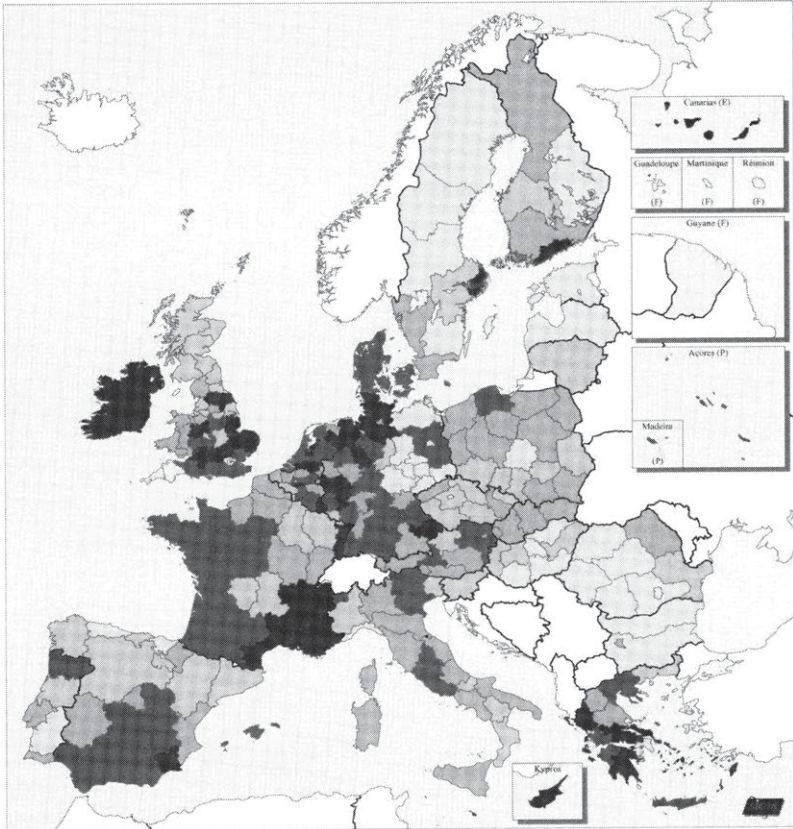 Canarias (E)
Guadeloupe Martinique Réunion
(F) (F) (F)
Guyane (F)
Açores (P)
Madeira
(P)
Kypros